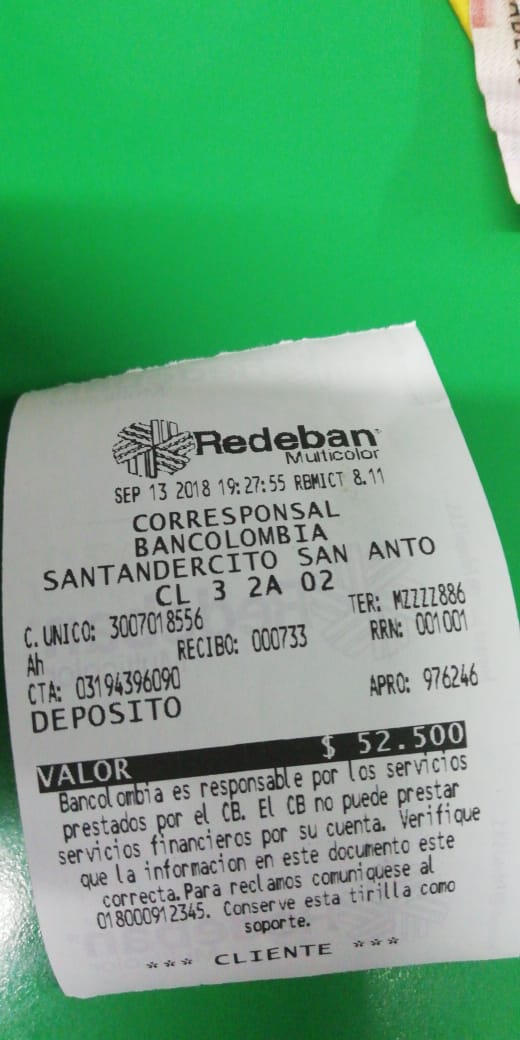 Redeban
Multicolor
SEP 13 2018 19:27:55 RBMICT 8.11
CORRESPONSAL
BANCOLOMBIA
SANTANDERCITO SAN ANTO
CL 3 2A 02
C.UNICO: 3007018556 TER: MZZZZ886
Ah RECIBO: 000733 RRN: 001001
CTA: 03194396090 APRO: 976246
DEPOSITO
VALOR $ 52.500
Bancolombia es responsable por los servicios
prestados por el CB. El CB no puede prestar
servicios financieros por su cuenta. Verifique
que la informacion en este documento este
correcta.Para reclamos comuniquese al
018000912345. Conserve esta tirilla como
soporte.
*** CLIENTE ***